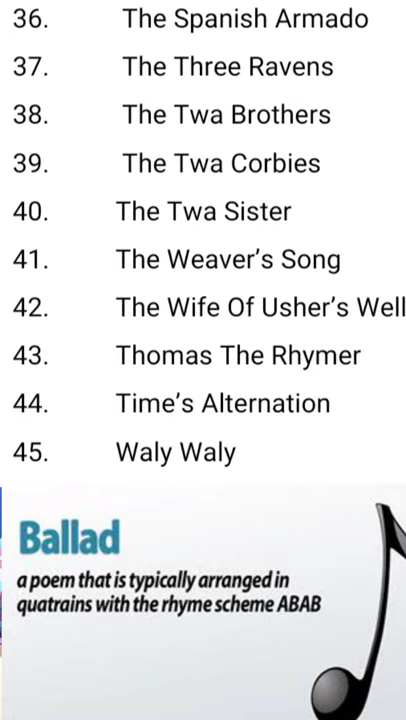 36. The Spanish Armado
37. The Three Ravens
38. The Twa Brothers
39. The Twa Corbies
40. The Twa Sister
41. The Weaver's Song
42. The Wife Of Usher's Well
43. Thomas The Rhymer
44. Time's Alternation
45. Waly Waly
Ballad
a poem that is typically arranged in
quatrains with the rhyme scheme ABAB